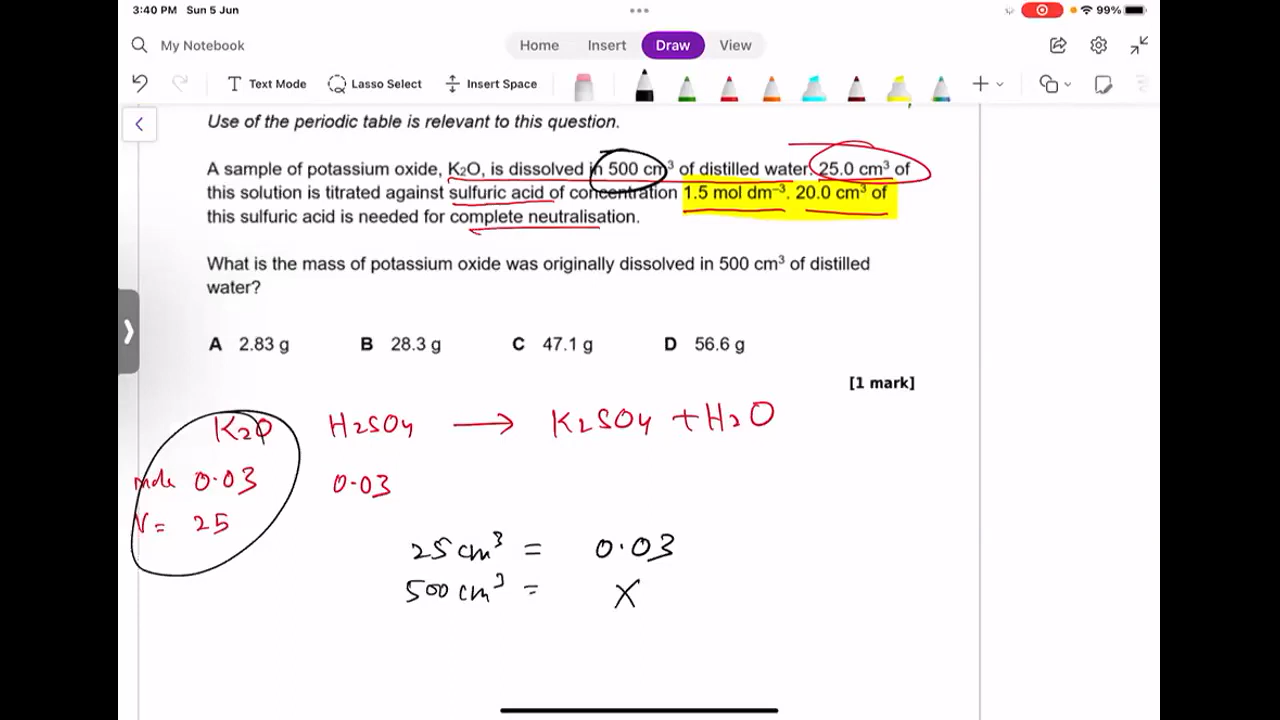 3:40 PM Sun 5 Jun
99%
My Notebook
Home Insert Draw View
Text Mode Lasso Select Insert Space
Use of the periodic table is relevant to this question.
A sample of potassium oxide, K2O, is dissolved in 500 cm³ of distilled water. 25.0 cm³ of
this solution is titrated against sulfuric acid of concentration 1.5 mol dm⁻³. 20.0 cm³ of
this sulfuric acid is needed for complete neutralisation.
What is the mass of potassium oxide was originally dissolved in 500 cm³ of distilled
water?
A 2.83 g B 28.3 g C 47.1 g D 56.6 g
[1 mark]
K2O H2SO4 → K2SO4 + H2O
mole 0.03 0.03
V = 25
25 cm³ = 0.03
500 cm³ = X